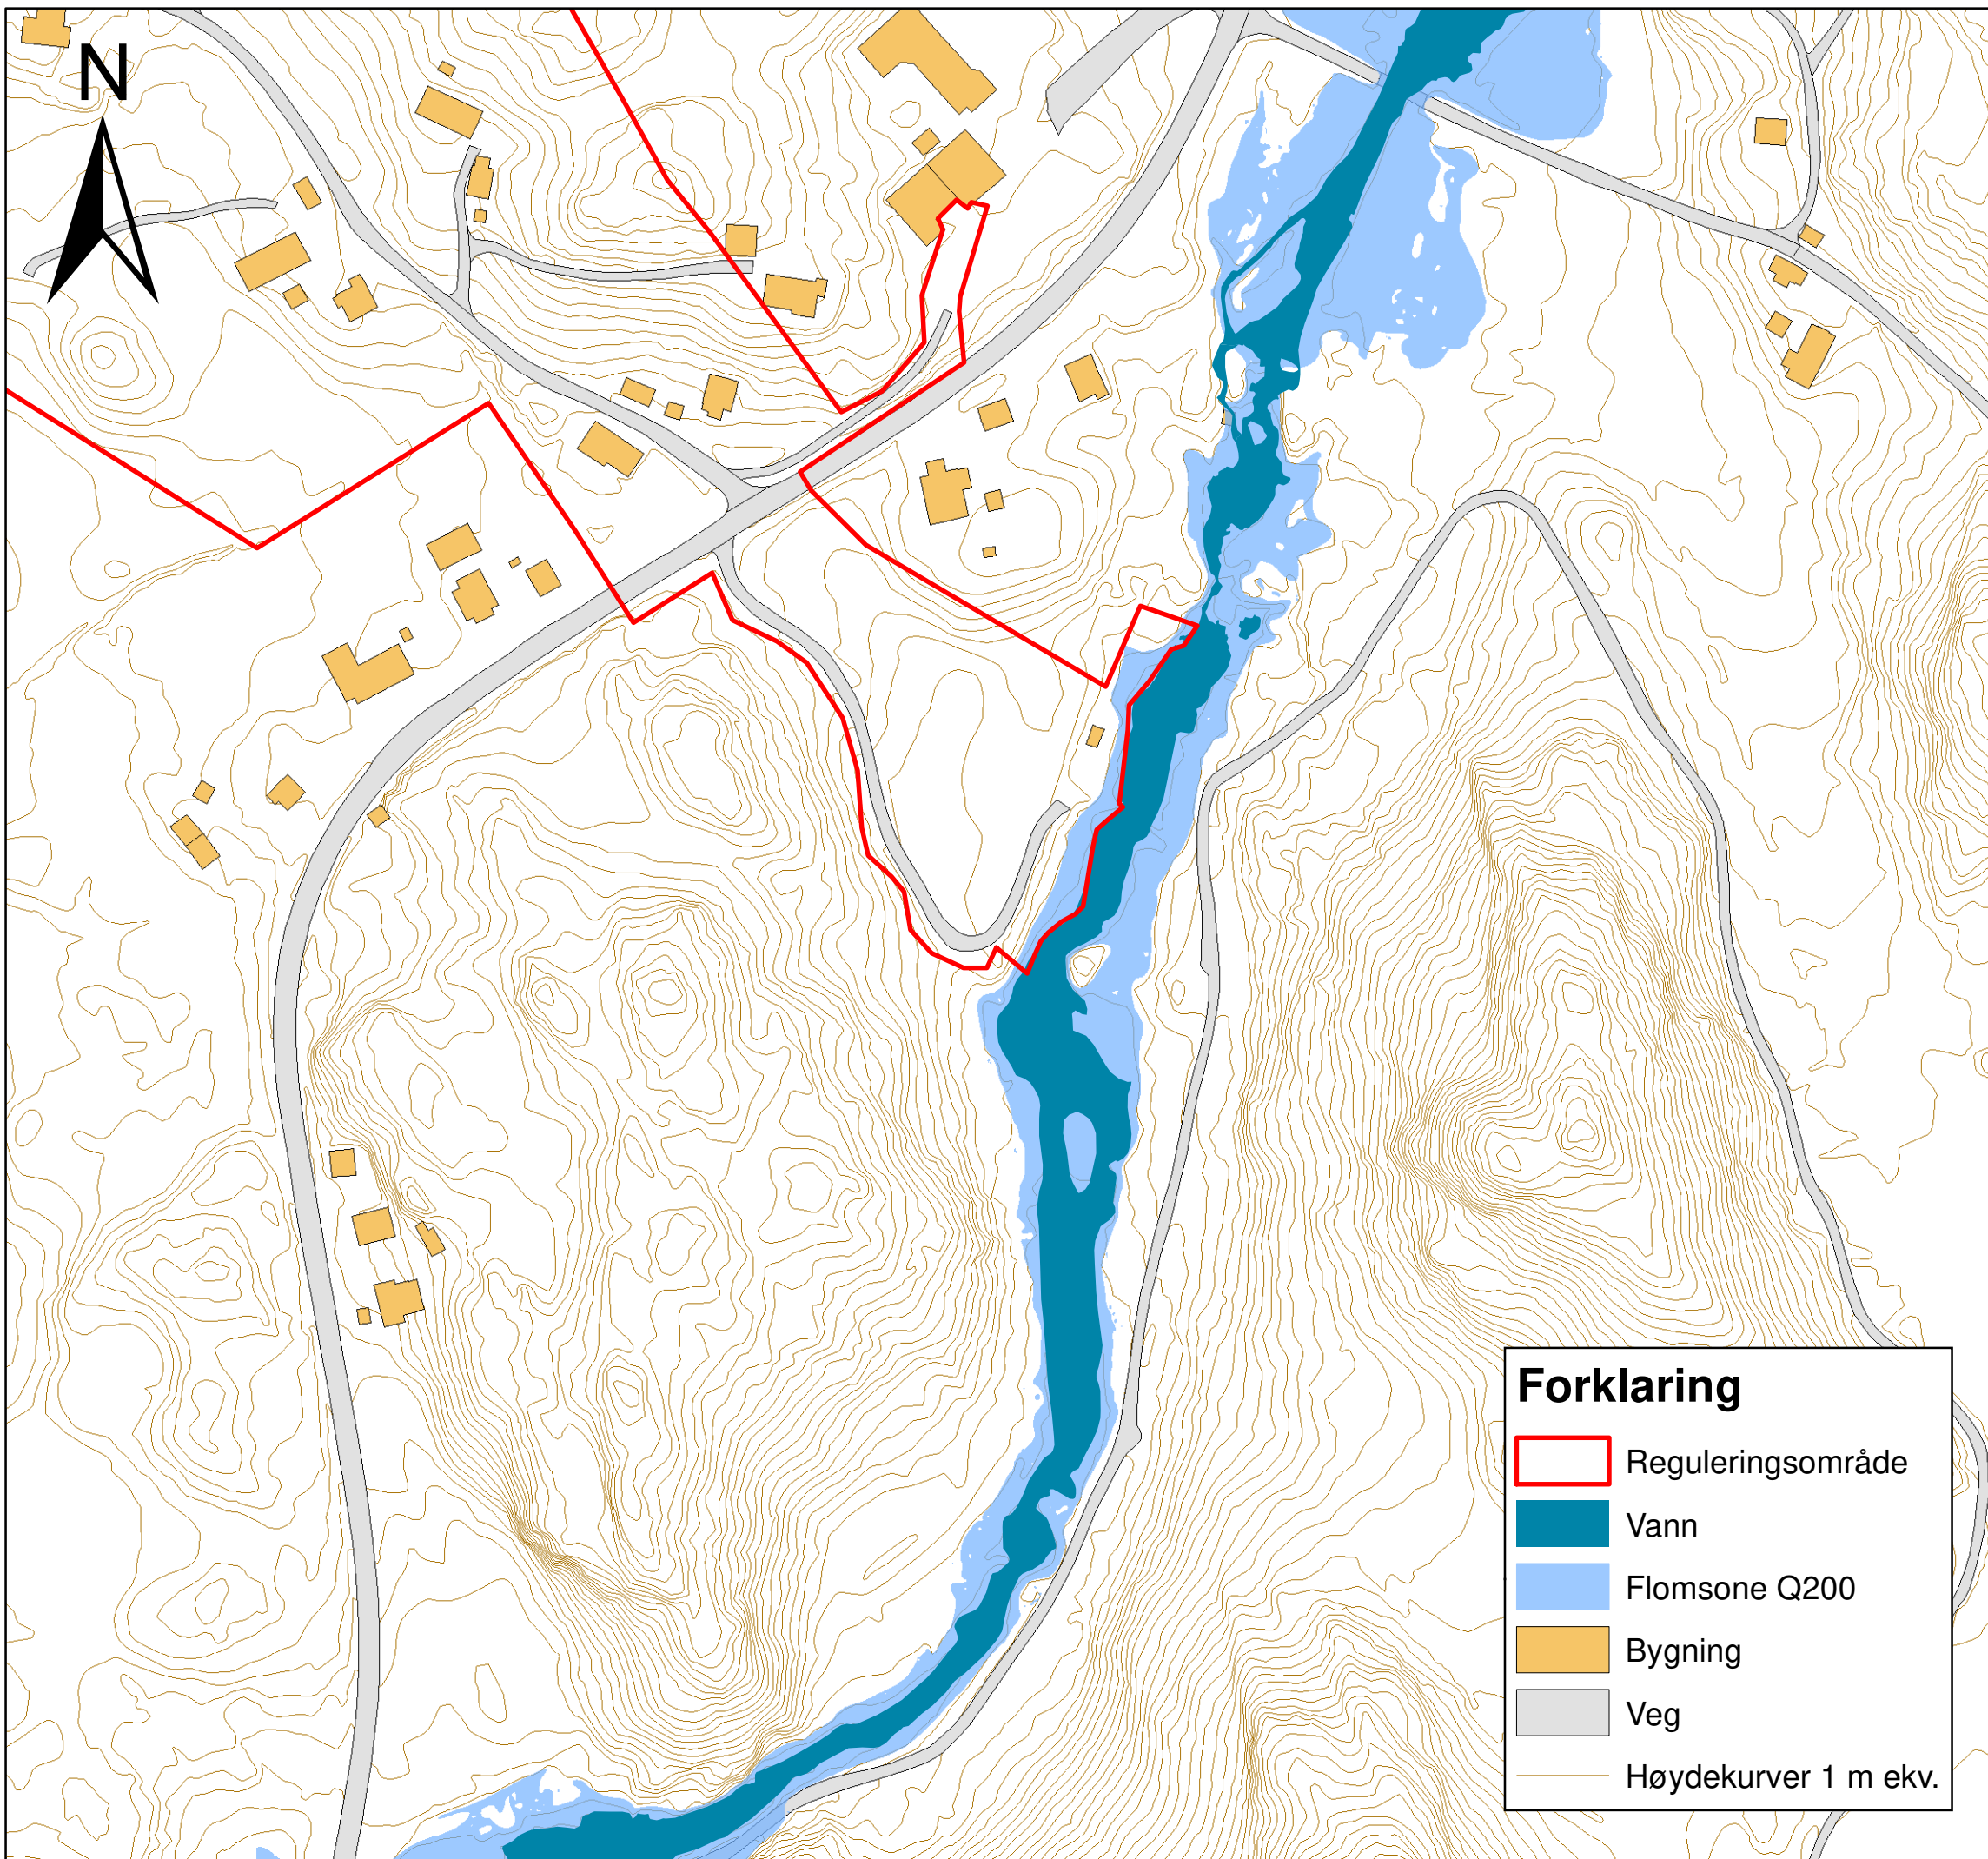 N
Forklaring
Reguleringsområde
Vann
Flomsone Q200
Bygning
Veg
Høydekurver 1 m ekv.